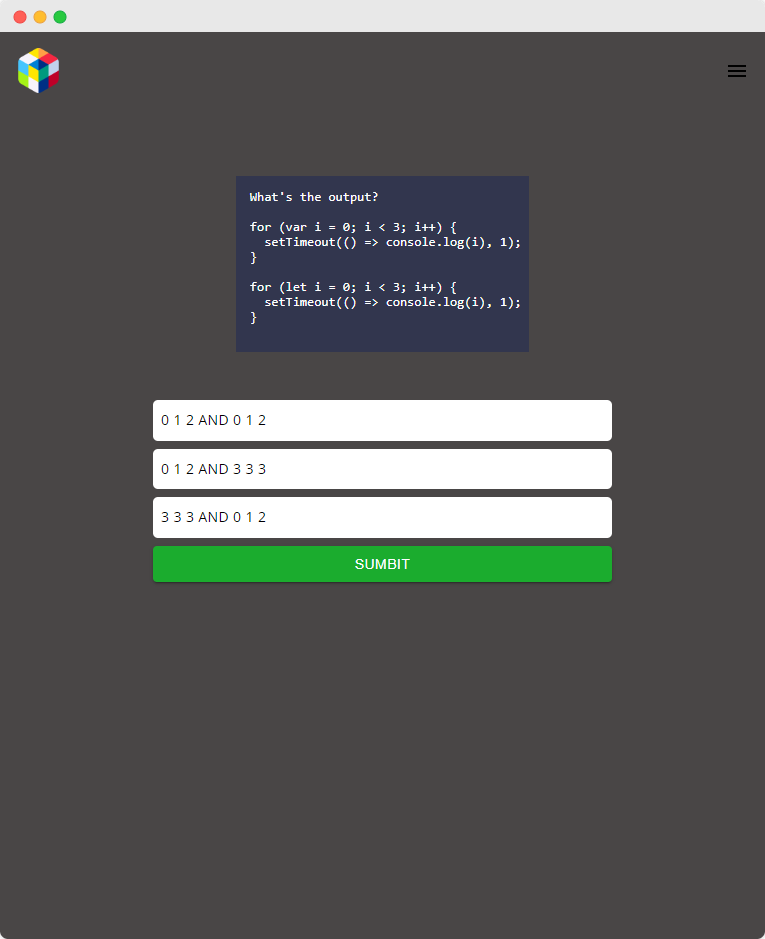 What's the output?
for (var i = 0; i < 3; i++) {
  setTimeout(() => console.log(i), 1);
}
for (let i = 0; i < 3; i++) {
  setTimeout(() => console.log(i), 1);
}
0 1 2 AND 0 1 2
0 1 2 AND 3 3 3
3 3 3 AND 0 1 2
SUMBIT